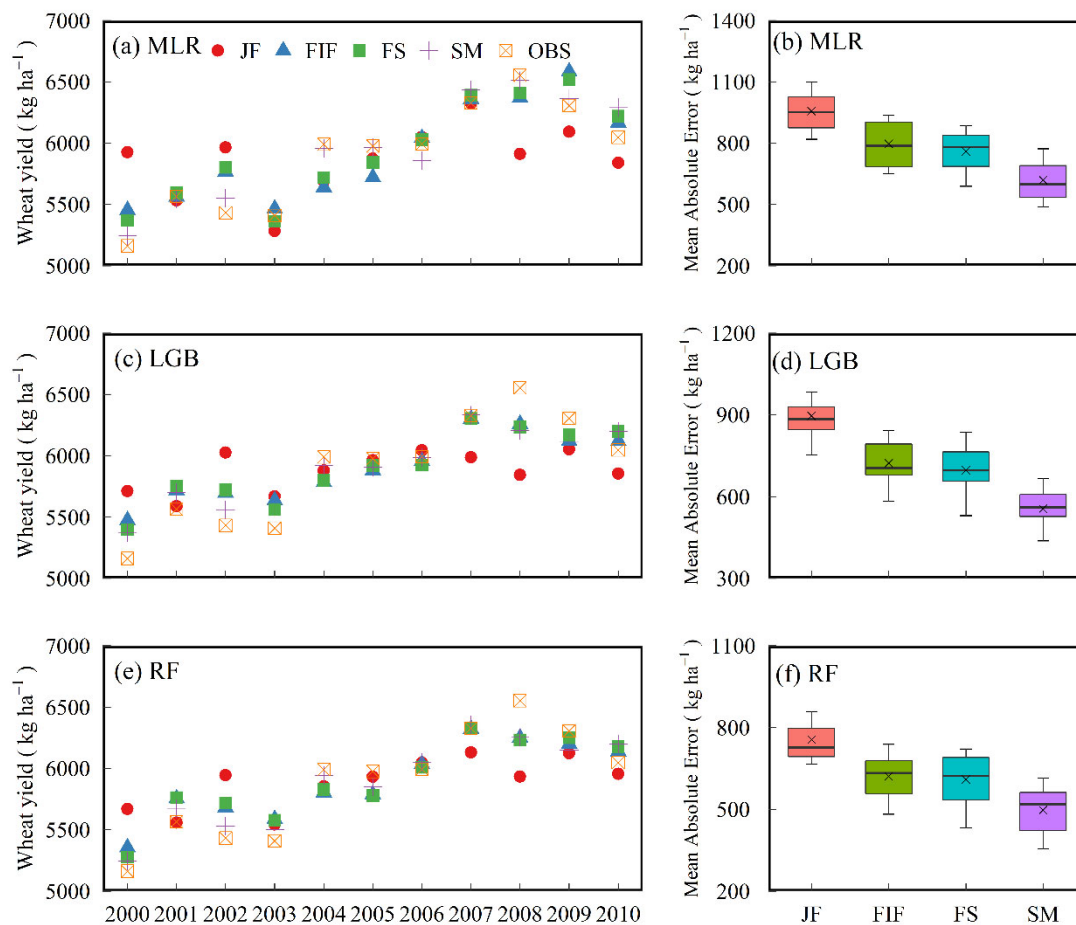 (a) MLR JF FIF FS SM OBS
Wheat yield ( kg ha⁻¹ )
7000
6500
6000
5500
5000
(b) MLR
Mean Absolute Error ( kg ha⁻¹ )
1400
1100
800
500
200
(c) LGB
Wheat yield ( kg ha⁻¹ )
7000
6500
6000
5500
5000
(d) LGB
Mean Absolute Error ( kg ha⁻¹ )
1200
900
600
300
(e) RF
Wheat yield ( kg ha⁻¹ )
7000
6500
6000
5500
5000
2000 2001 2002 2003 2004 2005 2006 2007 2008 2009 2010
(f) RF
Mean Absolute Error ( kg ha⁻¹ )
1100
800
500
200
JF FIF FS SM